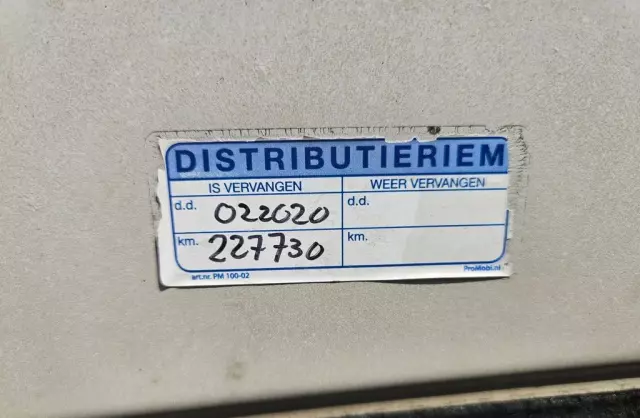 DISTRIBUTIERIEM
IS VERVANGEN WEER VERVANGEN
d.d. 022020 d.d.
km. 227730 km.
art.nr. PM 100-02 ProMobi.nl